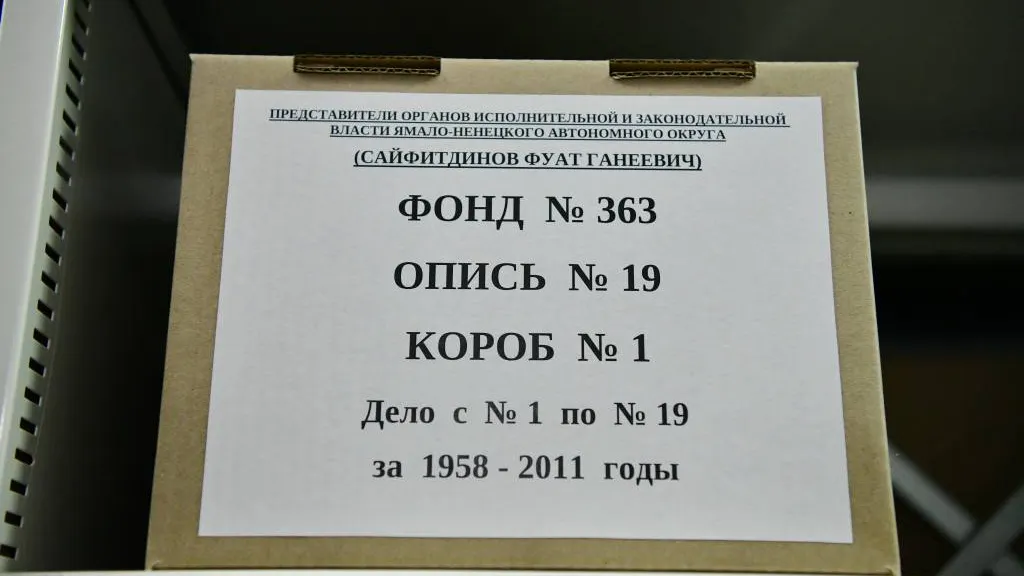 ПРЕДСТАВИТЕЛИ ОРГАНОВ ИСПОЛНИТЕЛЬНОЙ И ЗАКОНОДАТЕЛЬНОЙ
ВЛАСТИ ЯМАЛО-НЕНЕЦКОГО АВТОНОМНОГО ОКРУГА
(САЙФИТДИНОВ ФУАТ ГАНЕЕВИЧ)
ФОНД № 363
ОПИСЬ № 19
КОРОБ № 1
Дело с № 1 по № 19
за 1958 - 2011 годы